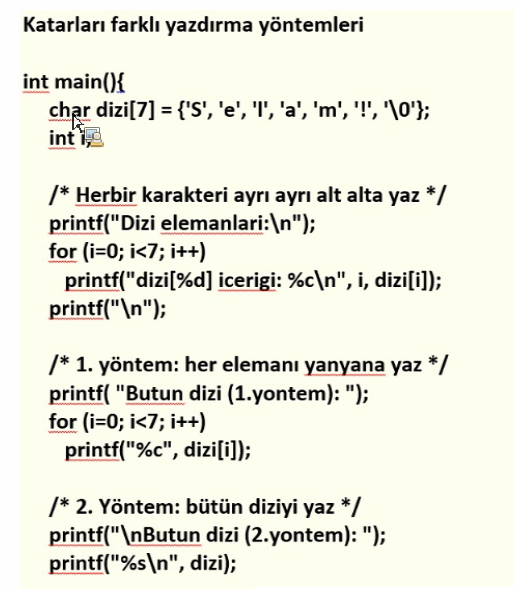 Katarları farklı yazdırma yöntemleri
int main(){
char dizi[7] = {'S', 'e', 'l', 'a', 'm', '!', '\0'};
int i;
/* Herbir karakteri ayrı ayrı alt alta yaz */
printf("Dizi elemanlari:\n");
for (i=0; i<7; i++)
printf("dizi[%d] icerigi: %c\n", i, dizi[i]);
printf("\n");
/* 1. yöntem: her elemanı yanyana yaz */
printf( "Butun dizi (1.yontem): ");
for (i=0; i<7; i++)
printf("%c", dizi[i]);
/* 2. Yöntem: bütün diziyi yaz */
printf("\nButun dizi (2.yontem): ");
printf("%s\n", dizi);